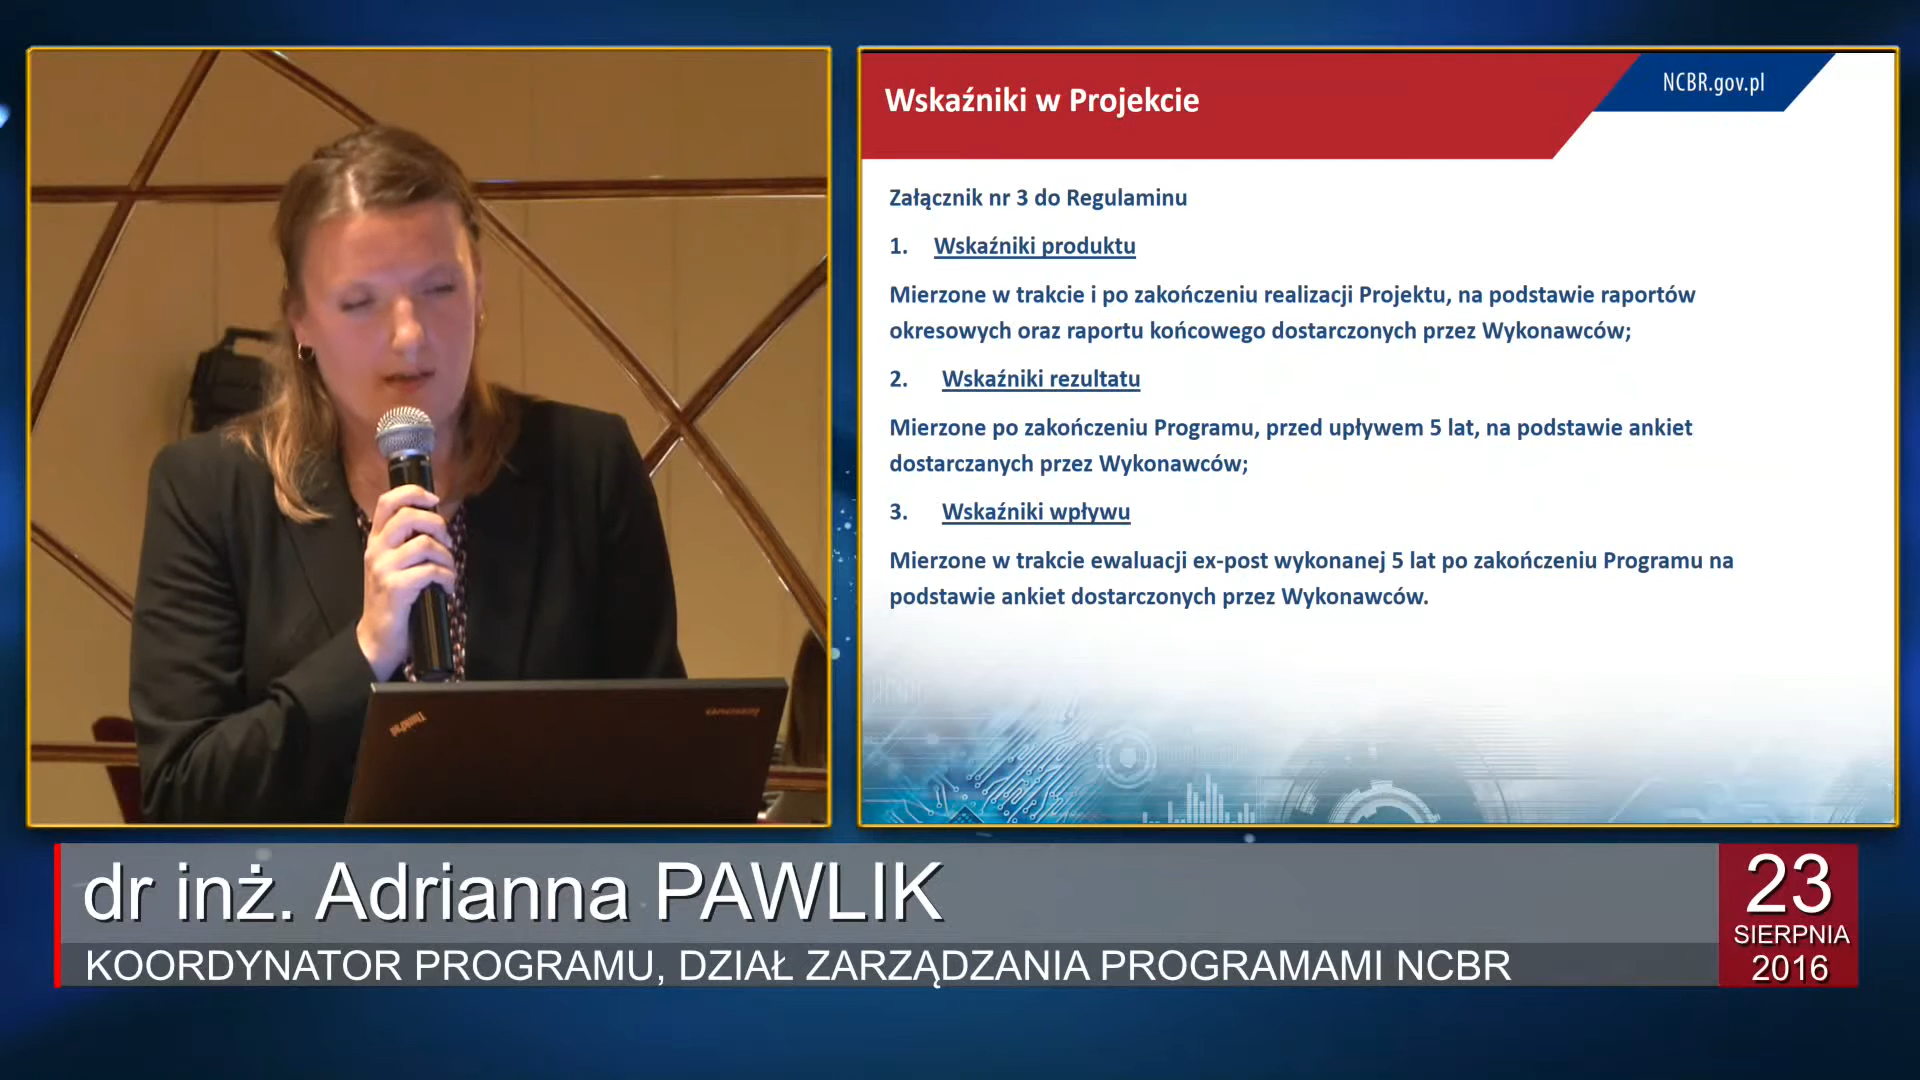 Wskaźniki w Projekcie
NCBR.gov.pl
Załącznik nr 3 do Regulaminu
1. Wskaźniki produktu
Mierzone w trakcie i po zakończeniu realizacji Projektu, na podstawie raportów
okresowych oraz raportu końcowego dostarczonych przez Wykonawców;
2. Wskaźniki rezultatu
Mierzone po zakończeniu Programu, przed upływem 5 lat, na podstawie ankiet
dostarczanych przez Wykonawców;
3. Wskaźniki wpływu
Mierzone w trakcie ewaluacji ex-post wykonanej 5 lat po zakończeniu Programu na
podstawie ankiet dostarczonych przez Wykonawców.
ThinkPad
lenovo
dr inż. Adrianna PAWLIK
KOORDYNATOR PROGRAMU, DZIAŁ ZARZĄDZANIA PROGRAMAMI NCBR
23
SIERPNIA
2016